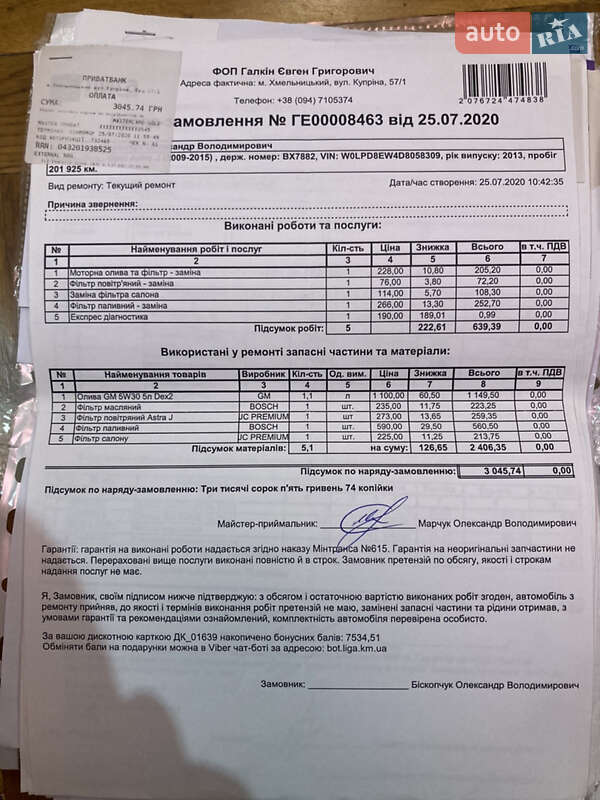 auto RIA.com
ФОП Галкін Євген Григорович
Адреса фактична: м. Хмельницький, вул. Купріна, 57/1
Телефон: +38 (094) 7105374
2 076724 474838
ПРИВАТБАНК
ОПЛАТА
СУМА: 3045.74 ГРН
RRN: 043201938525
амовлення № ГЕ00008463 від 25.07.2020
сандр Володимирович
2009-2015) , держ. номер: ВХ7882, VIN: W0LPD8EW4D8058309, рік випуску: 2013, пробіг
201 925 км.
Вид ремонту: Текущий ремонт Дата/час створення: 25.07.2020 10:42:35
Причина звернення:
Виконані роботи та послуги:
№ Найменування робіт і послуг Кіл-сть Ціна Знижка Всього в т.ч. ПДВ
1 2 3 4 5 6 7
1 Моторна олива та фільтр - заміна 1 228,00 10,80 205,20 0,00
2 Фільтр повітр'яний - заміна 1 76,00 3,80 72,20 0,00
3 Заміна фільтра салона 1 114,00 5,70 108,30 0,00
4 Фільтр паливний - заміна 1 266,00 13,30 252,70 0,00
5 Експрес діагностика 1 190,00 189,01 0,99 0,00
Підсумок робіт: 5 222,61 639,39 0,00
Використані у ремонті запасні частини та матеріали:
№ Найменування товарів Виробник Кіл-сть Од. вим. Ціна Знижка Всього в т.ч. ПДВ
1 2 3 4 5 6 7 8 9
1 Олива GM 5W30 5л Dex2 GM 1,1 л 1 100,00 60,50 1 149,50 0,00
2 Фільтр масляний BOSCH 1 шт. 235,00 11,75 223,25 0,00
3 Фільтр повітряний Astra J JC PREMIUM 1 шт. 273,00 13,65 259,35 0,00
4 Фільтр паливний BOSCH 1 шт. 590,00 29,50 560,50 0,00
5 Фільтр салону JC PREMIUM 1 шт. 225,00 11,25 213,75 0,00
Підсумок матеріалів: 5,1 на суму: 126,65 2 406,35 0,00
Підсумок по наряду-замовленню: 3 045,74 0,00
Підсумок по наряду-замовленню: Три тисячі сорок п'ять гривень 74 копійки
Майстер-приймальник: Марчук Олександр Володимирович
Гарантії: гарантія на виконані роботи надається згідно наказу Мінтранса №615. Гарантія на неоригінальні запчастини не
надається. Перераховані вище послуги виконані повністю й в строк. Замовник претензій по обсягу, якості і строкам
надання послуг не має.
Я, Замовник, своїм підписом нижче підтверджую: з обсягом і остаточною вартістю виконаних робіт згоден, автомобіль з
ремонту прийняв, до якості і термінів виконання робіт претензій не маю, замінені запасні частини та рідини отримав, з
умовами гарантії та рекомендаціями ознайомлений, комплектність автомобіля перевірена особисто.
За вашою дискотною карткою ДК_01639 накопичено бонусних балів: 7534,51
Обміняти бали на подарунки можна в Viber чат-боті за адресою: bot.liga.km.ua
Замовник: Біскопчук Олександр Володимирович